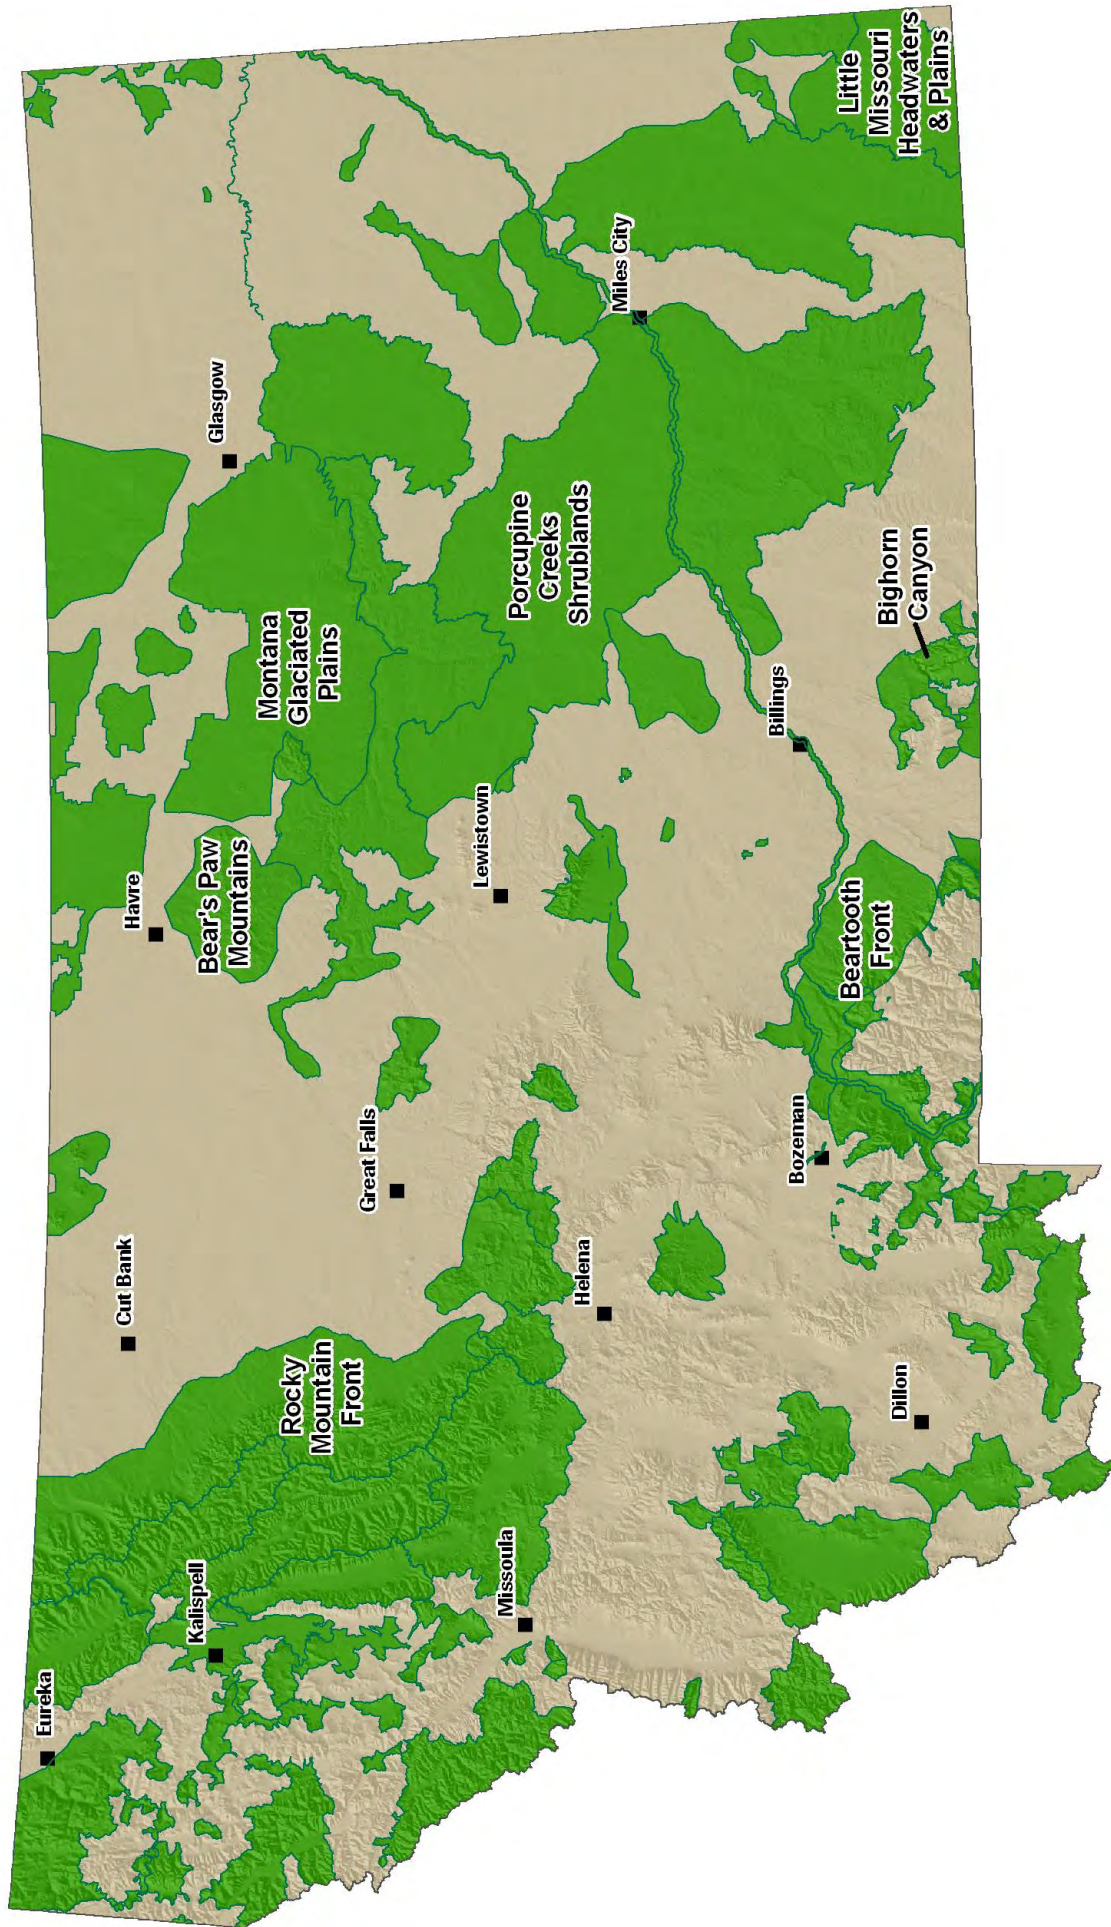 Eureka
Kalispell
Cut Bank
Havre
Glasgow
Rocky
Mountain
Front
Bear's Paw
Mountains
Montana
Glaciated
Plains
Great Falls
Missoula
Lewistown
Porcupine
Creeks
Shrublands
Helena
Miles City
Billings
Bozeman
Beartooth
Front
Bighorn
Canyon
Little
Missouri
Headwaters
& Plains
Dillon